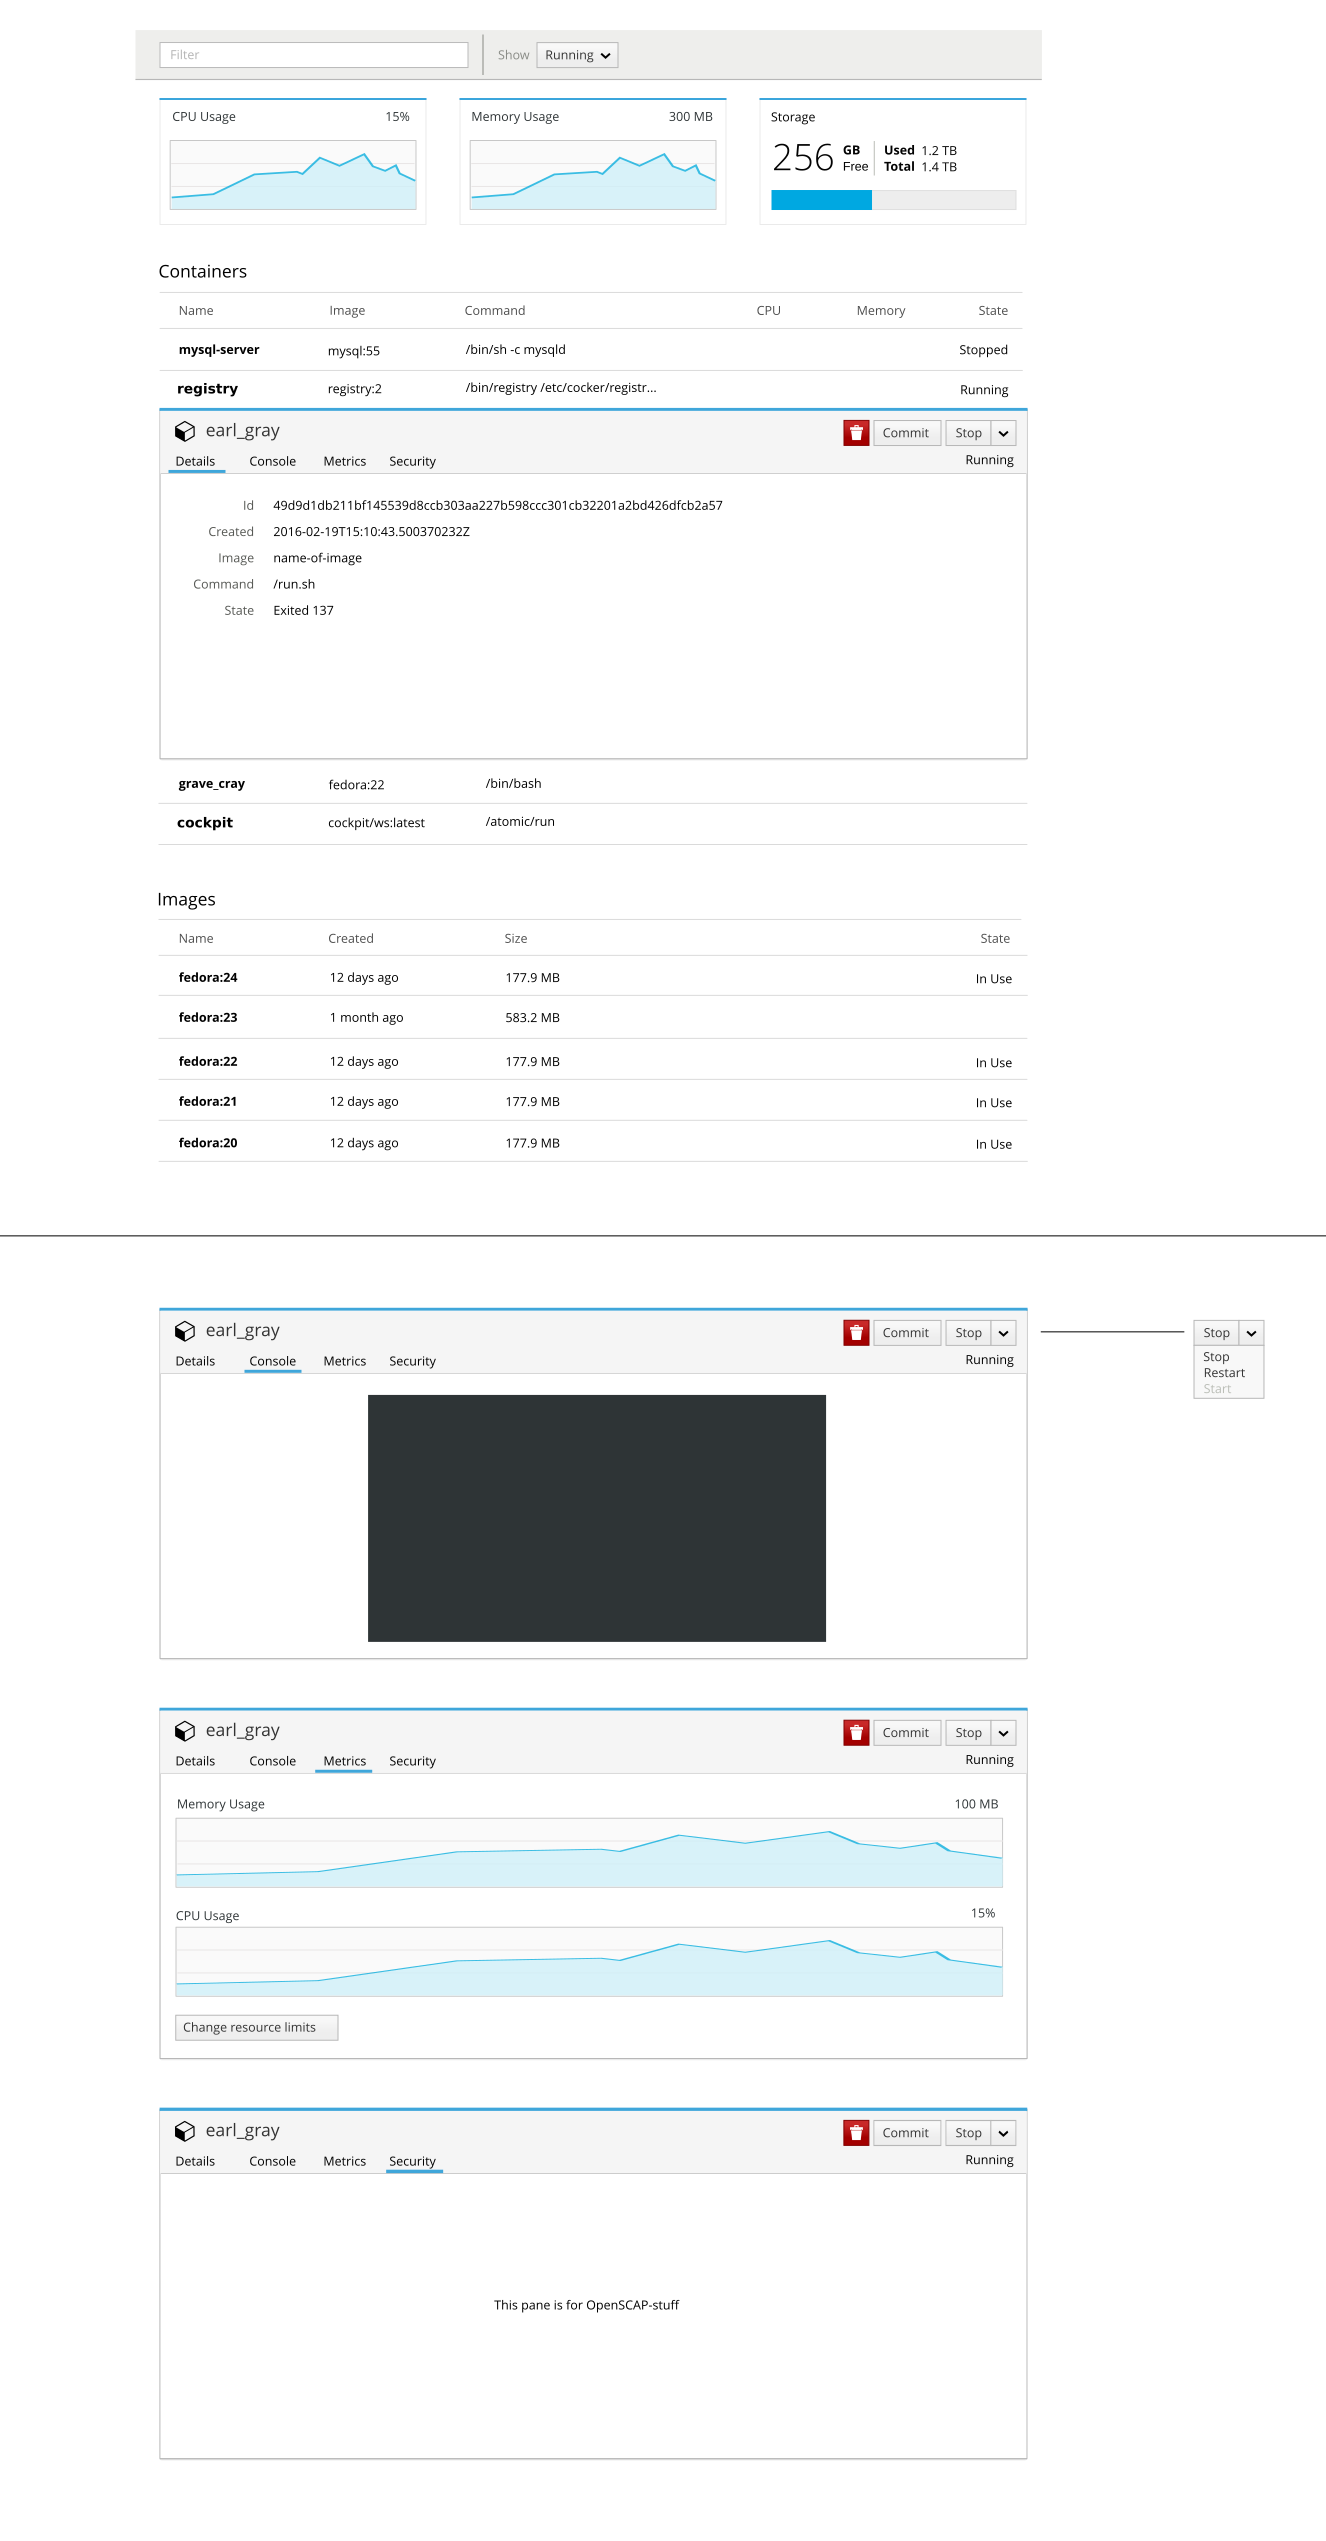 Filter Show Running
CPU Usage 15% Memory Usage 300 MB Storage
256 GB Free Used 1.2 TB
Total 1.4 TB
Containers
Name Image Command CPU Memory State
mysql-server mysql:55 /bin/sh -c mysqld Stopped
registry registry:2 /bin/registry /etc/cocker/registr... Running
earl_gray Commit Stop
Details Console Metrics Security Running
Id 49d9d1db211bf145539d8ccb303aa227b598ccc301cb32201a2bd426dfcb2a57
Created 2016-02-19T15:10:43.500370232Z
Image name-of-image
Command /run.sh
State Exited 137
grave_cray fedora:22 /bin/bash
cockpit cockpit/ws:latest /atomic/run
Images
Name Created Size State
fedora:24 12 days ago 177.9 MB In Use
fedora:23 1 month ago 583.2 MB
fedora:22 12 days ago 177.9 MB In Use
fedora:21 12 days ago 177.9 MB In Use
fedora:20 12 days ago 177.9 MB In Use
earl_gray Commit Stop Stop
Details Console Metrics Security Running
Stop
Restart
Start
earl_gray Commit Stop
Details Console Metrics Security Running
Memory Usage 100 MB
CPU Usage 15%
Change resource limits
earl_gray Commit Stop
Details Console Metrics Security Running
This pane is for OpenSCAP-stuff